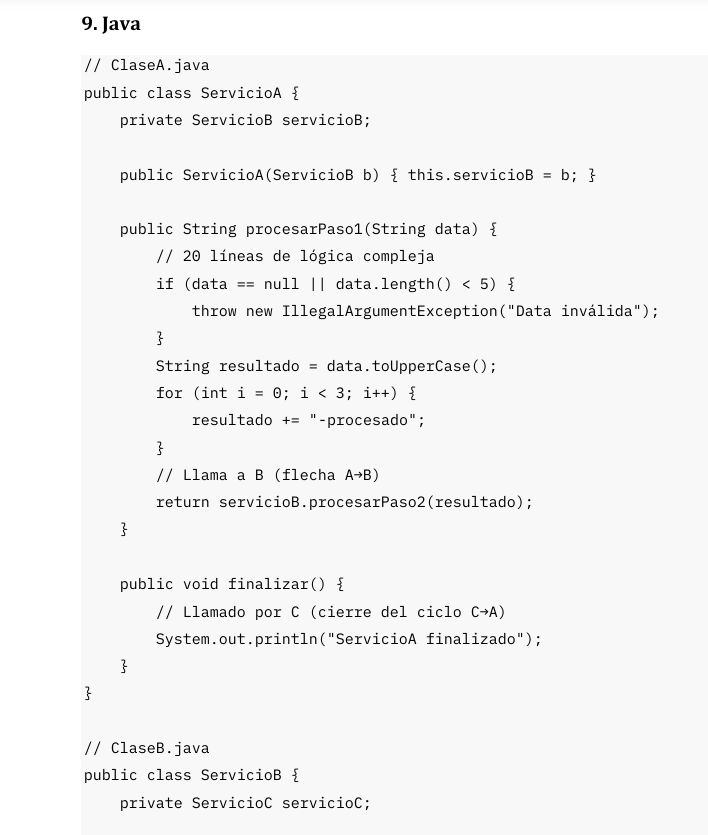 9. Java
// ClaseA.java
public class ServicioA {
    private ServicioB servicioB;

    public ServicioA(ServicioB b) { this.servicioB = b; }

    public String procesarPaso1(String data) {
        // 20 líneas de lógica compleja
        if (data == null || data.length() < 5) {
            throw new IllegalArgumentException("Data inválida");
        }
        String resultado = data.toUpperCase();
        for (int i = 0; i < 3; i++) {
            resultado += "-procesado";
        }
        // Llama a B (flecha A→B)
        return servicioB.procesarPaso2(resultado);
    }

    public void finalizar() {
        // Llamado por C (cierre del ciclo C→A)
        System.out.println("ServicioA finalizado");
    }
}

// ClaseB.java
public class ServicioB {
    private ServicioC servicioC;